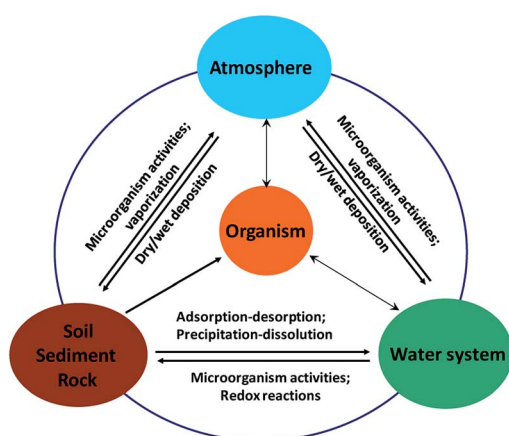 Atmosphere
Microorganism activities;
vaporization
Dry/wet deposition
Microorganism activities;
vaporization
Dry/wet deposition
Organism
Adsorption-desorption;
Precipitation-dissolution
Soil
Sediment
Rock
Water system
Microorganism activities;
Redox reactions